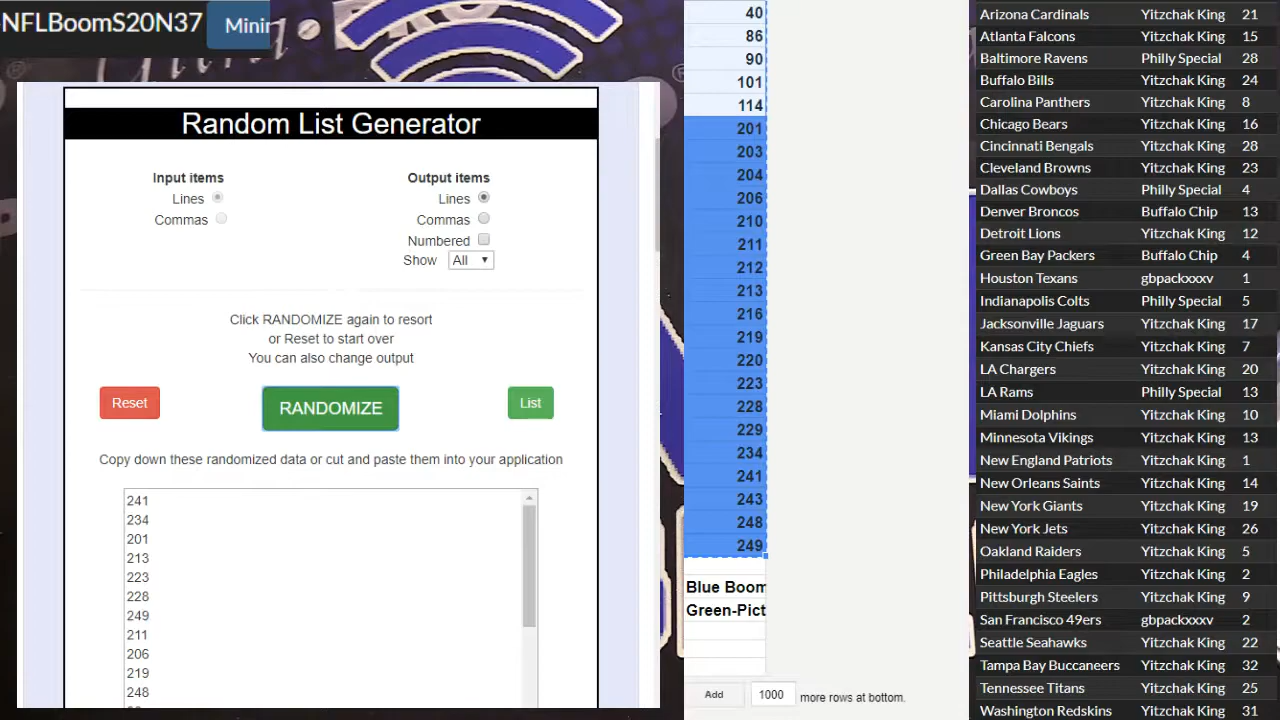 -NFLBoomS20N37
Minir
Random List Generator
Input items
Lines
Commas
Output items
Lines
Commas
Numbered
Show All
Click RANDOMIZE again to resort
or Reset to start over
You can also change output
Reset
RANDOMIZE
List
Copy down these randomized data or cut and paste them into your application
241
234
201
213
223
228
249
211
206
219
248
40
86
90
101
114
201
203
204
206
210
211
212
213
216
219
220
223
228
229
234
241
243
248
249
Blue Boom
Green-Pict
Add 1000 more rows at bottom.
Arizona Cardinals Yitzchak King 21
Atlanta Falcons Yitzchak King 15
Baltimore Ravens Philly Special 28
Buffalo Bills Yitzchak King 24
Carolina Panthers Yitzchak King 8
Chicago Bears Yitzchak King 16
Cincinnati Bengals Yitzchak King 28
Cleveland Browns Yitzchak King 23
Dallas Cowboys Philly Special 4
Denver Broncos Buffalo Chip 13
Detroit Lions Yitzchak King 12
Green Bay Packers Buffalo Chip 4
Houston Texans gbpackxxxv 1
Indianapolis Colts Philly Special 5
Jacksonville Jaguars Yitzchak King 17
Kansas City Chiefs Yitzchak King 7
LA Chargers Yitzchak King 20
LA Rams Philly Special 13
Miami Dolphins Yitzchak King 10
Minnesota Vikings Yitzchak King 13
New England Patriots Yitzchak King 1
New Orleans Saints Yitzchak King 14
New York Giants Yitzchak King 19
New York Jets Yitzchak King 26
Oakland Raiders Yitzchak King 5
Philadelphia Eagles Yitzchak King 2
Pittsburgh Steelers Yitzchak King 9
San Francisco 49ers gbpackxxxv 2
Seattle Seahawks Yitzchak King 22
Tampa Bay Buccaneers Yitzchak King 32
Tennessee Titans Yitzchak King 25
Washington Redskins Yitzchak King 31